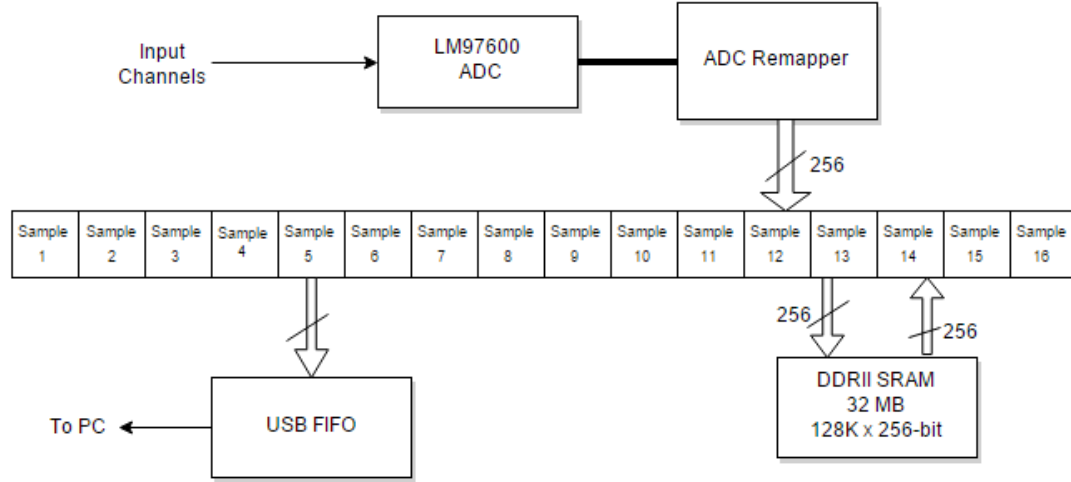 Input
Channels
LM97600
ADC
ADC Remapper
256
Sample
1
Sample
2
Sample
3
Sample
4
Sample
5
Sample
6
Sample
7
Sample
8
Sample
9
Sample
10
Sample
11
Sample
12
Sample
13
Sample
14
Sample
15
Sample
16
256
256
To PC
USB FIFO
DDRII SRAM
32 MB
128K x 256-bit